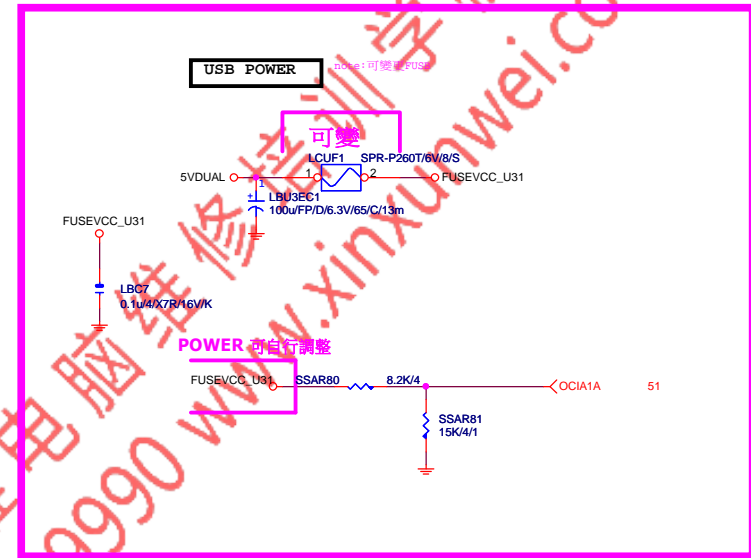 USB POWER
note:可變更FUSE
可變
LCUF1 SPR-P260T/6V/8/S
5VDUAL
1
2
FUSEVCC_U31
1
+
LBU3EC1
100u/FP/D/6.3V/65/C/13m
FUSEVCC_U31
LBC7
0.1u/4/X7R/16V/K
POWER 可自行調整
FUSEVCC_U31
SSAR80
8.2K/4
OCIA1A
51
SSAR81
15K/4/1
电脑维修培训学
9990 www.xinxunwei.co